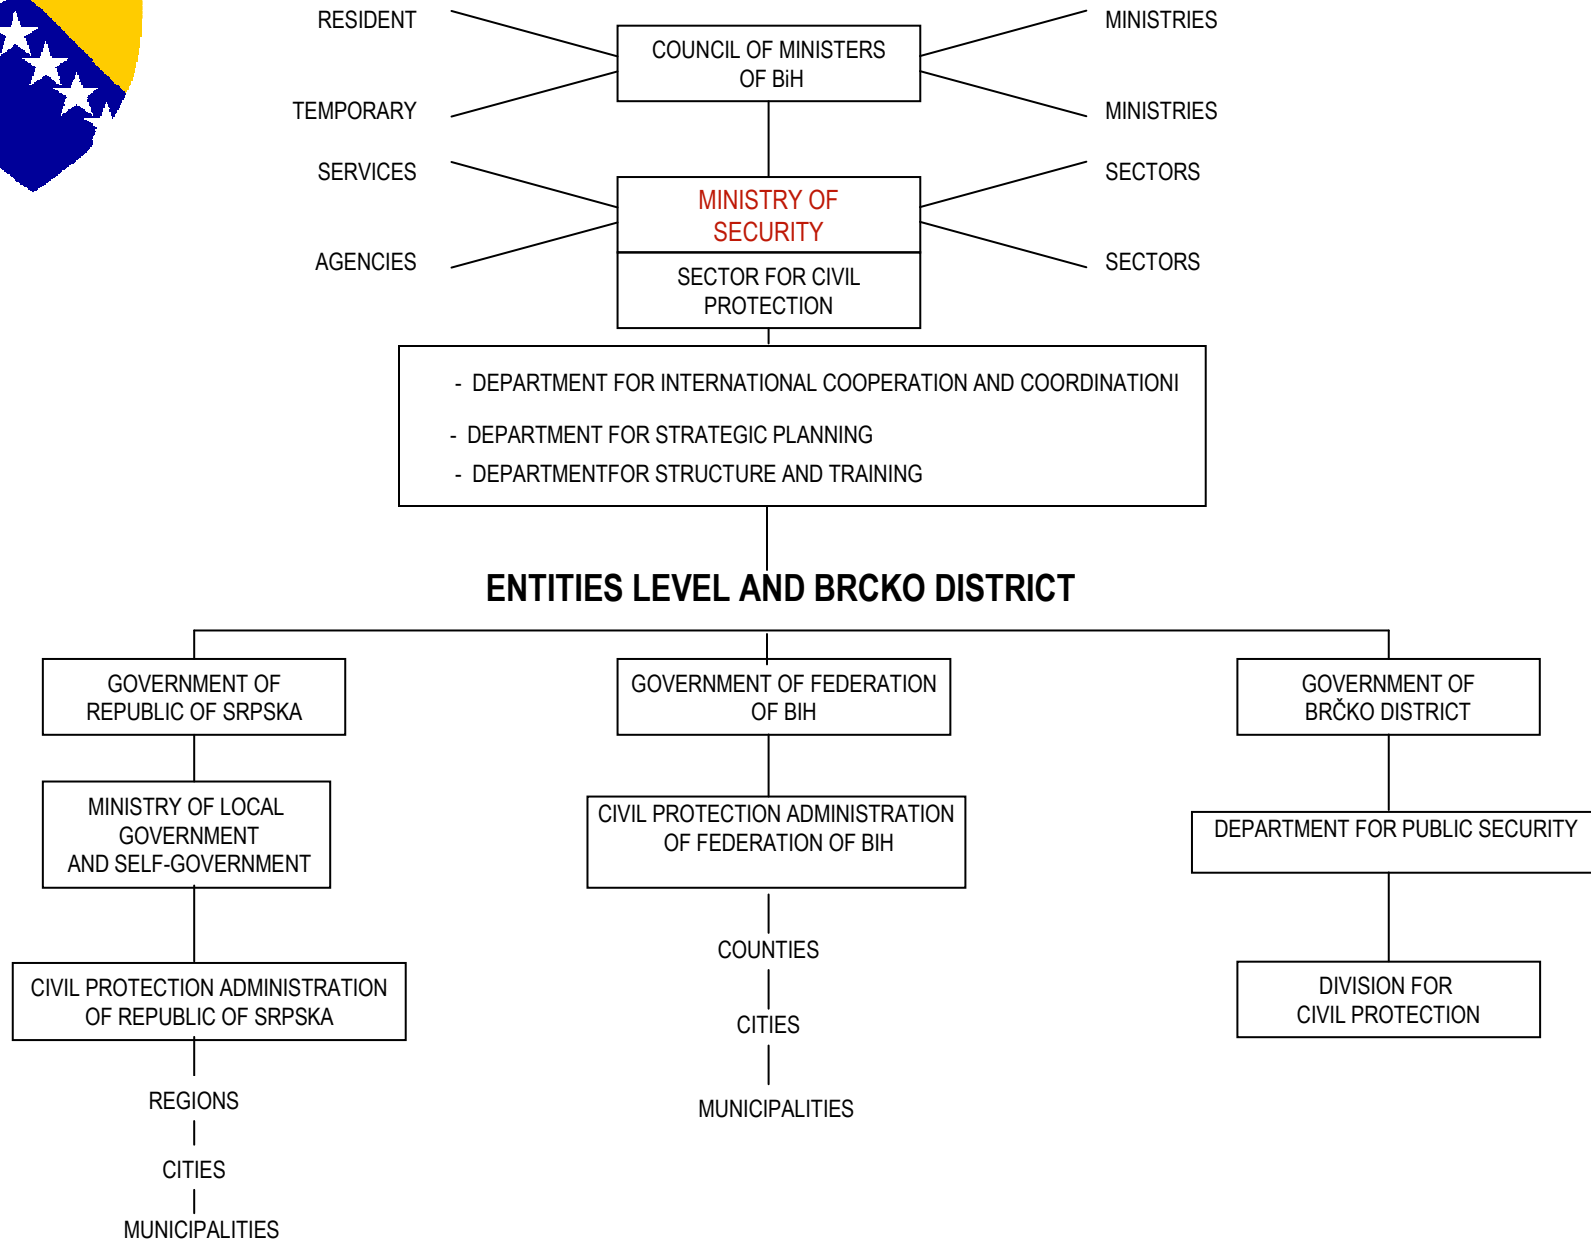 RESIDENT
MINISTRIES
COUNCIL OF MINISTERS
OF BiH
TEMPORARY
MINISTRIES
SERVICES
SECTORS
MINISTRY OF
SECURITY
AGENCIES
SECTORS
SECTOR FOR CIVIL
PROTECTION
- DEPARTMENT FOR INTERNATIONAL COOPERATION AND COORDINATIONI
- DEPARTMENT FOR STRATEGIC PLANNING
- DEPARTMENTFOR STRUCTURE AND TRAINING
ENTITIES LEVEL AND BRCKO DISTRICT
GOVERNMENT OF
REPUBLIC OF SRPSKA
GOVERNMENT OF FEDERATION
OF BIH
GOVERNMENT OF
BRČKO DISTRICT
MINISTRY OF LOCAL
GOVERNMENT
AND SELF-GOVERNMENT
CIVIL PROTECTION ADMINISTRATION
OF FEDERATION OF BIH
DEPARTMENT FOR PUBLIC SECURITY
COUNTIES
CIVIL PROTECTION ADMINISTRATION
OF REPUBLIC OF SRPSKA
DIVISION FOR
CIVIL PROTECTION
CITIES
REGIONS
MUNICIPALITIES
CITIES
MUNICIPALITIES